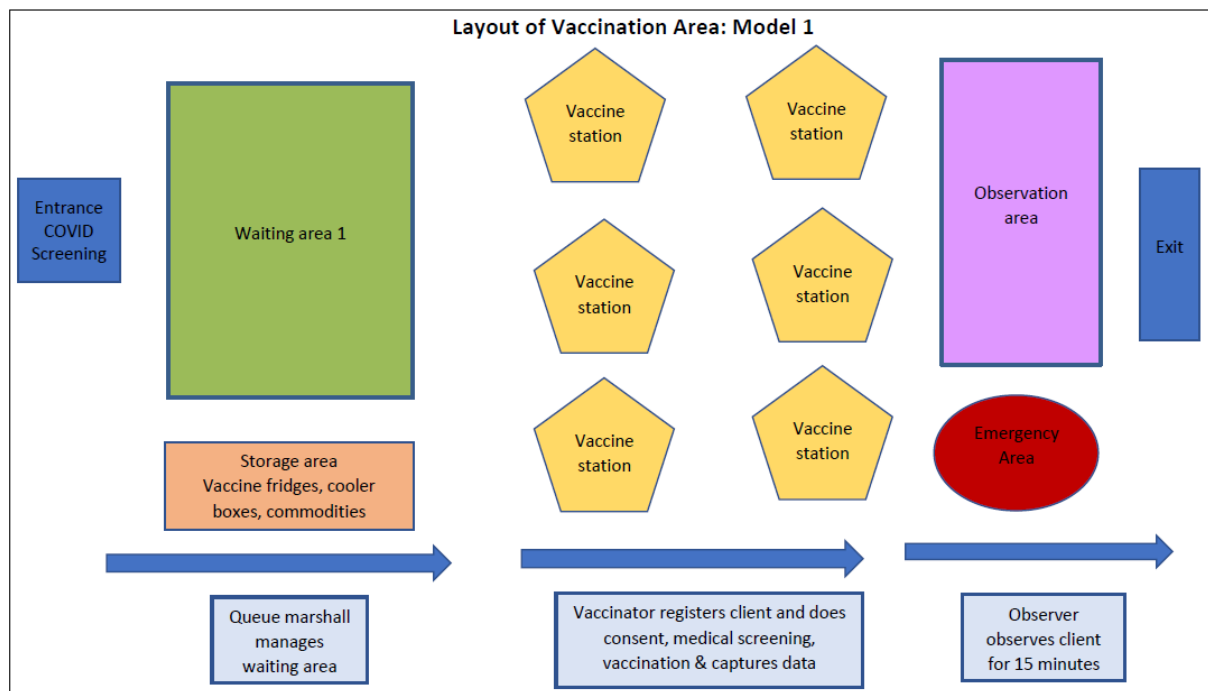 Layout of Vaccination Area: Model 1
Entrance
COVID
Screening
Waiting area 1
Storage area
Vaccine fridges, cooler
boxes, commodities
Vaccine
station
Vaccine
station
Vaccine
station
Vaccine
station
Vaccine
station
Vaccine
station
Observation
area
Emergency
Area
Exit
Queue marshall
manages
waiting area
Vaccinator registers client and does
consent, medical screening,
vaccination & captures data
Observer
observes client
for 15 minutes